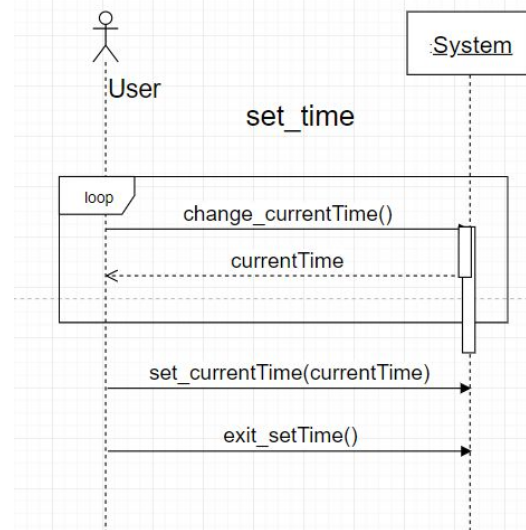 :System
User
set_time
loop
change_currentTime()
currentTime
set_currentTime(currentTime)
exit_setTime()